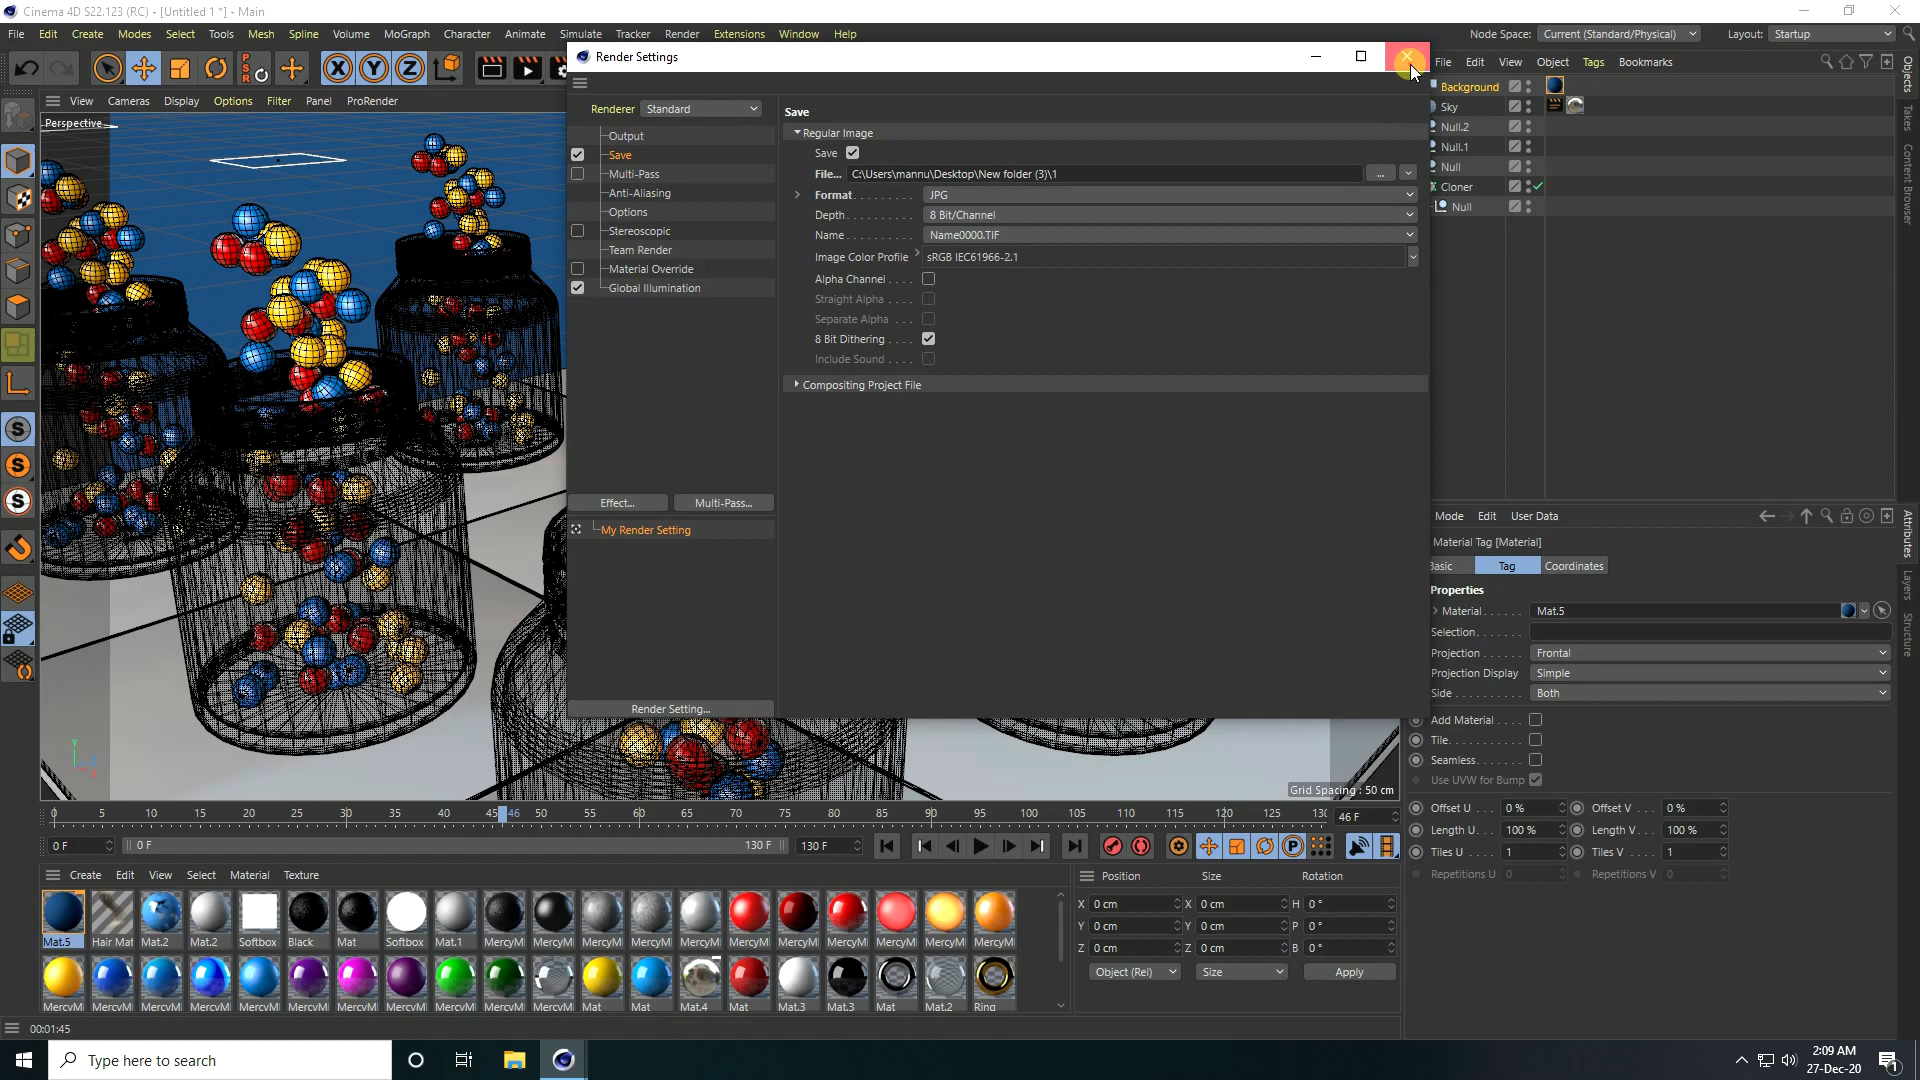 Cinema 4D S22.123 (RC) - [Untitled 1 *] - Main
File Edit Create Modes Select Tools Mesh Spline Volume MoGraph Character Animate Simulate Tracker Render Extensions Window Help
Node Space: Current (Standard/Physical) Layout: Startup
Render Settings
File Edit View Object Tags Bookmarks
View Cameras Display Options Filter Panel ProRender
Perspective
Renderer Standard
Output
Save
Multi-Pass
Anti-Aliasing
Options
Stereoscopic
Team Render
Material Override
Global Illumination
Effect... Multi-Pass...
My Render Setting
Render Setting...
Save
Regular Image
Save
File... C:\Users\mannu\Desktop\New folder (3)\1 ...
Format JPG
Depth 8 Bit/Channel
Name Name0000.TIF
Image Color Profile sRGB IEC61966-2.1
Alpha Channel
Straight Alpha
Separate Alpha
8 Bit Dithering
Include Sound
Compositing Project File
Background
Sky
Null.2
Null.1
Null
Cloner
Null
Objects
Takes
Content Browser
Mode Edit User Data
Material Tag [Material]
Basic Tag Coordinates
Properties
Material Mat.5
Selection
Projection Frontal
Projection Display Simple
Side Both
Add Material
Tile
Seamless
Use UVW for Bump
Offset U 0 % Offset V 0 %
Length U 100 % Length V 100 %
Tiles U 1 Tiles V 1
Repetitions U 0 Repetitions V 0
Attributes
Layers
Structure
Grid Spacing : 50 cm
0 5 10 15 20 25 30 35 40 45 46 50 55 60 65 70 75 80 85 90 95 100 105 110 115 120 125 130 46 F
0 F 0 F 130 F 130 F
Create Edit View Select Material Texture
Mat.5 Hair Mat Mat.2 Mat.2 Softbox Black Mat Softbox Mat.1 MercyM MercyM MercyM MercyM MercyM MercyM MercyM MercyM MercyM MercyM MercyM
MercyM MercyM MercyM MercyM MercyM MercyM MercyM MercyM MercyM MercyM MercyM Mat Mat Mat.4 Mat Mat.3 Mat.3 Mat Mat.2 Ring
Position Size Rotation
X 0 cm X 0 cm H 0 °
Y 0 cm Y 0 cm P 0 °
Z 0 cm Z 0 cm B 0 °
Object (Rel) Size Apply
00:01:45
Type here to search
2:09 AM
27-Dec-20